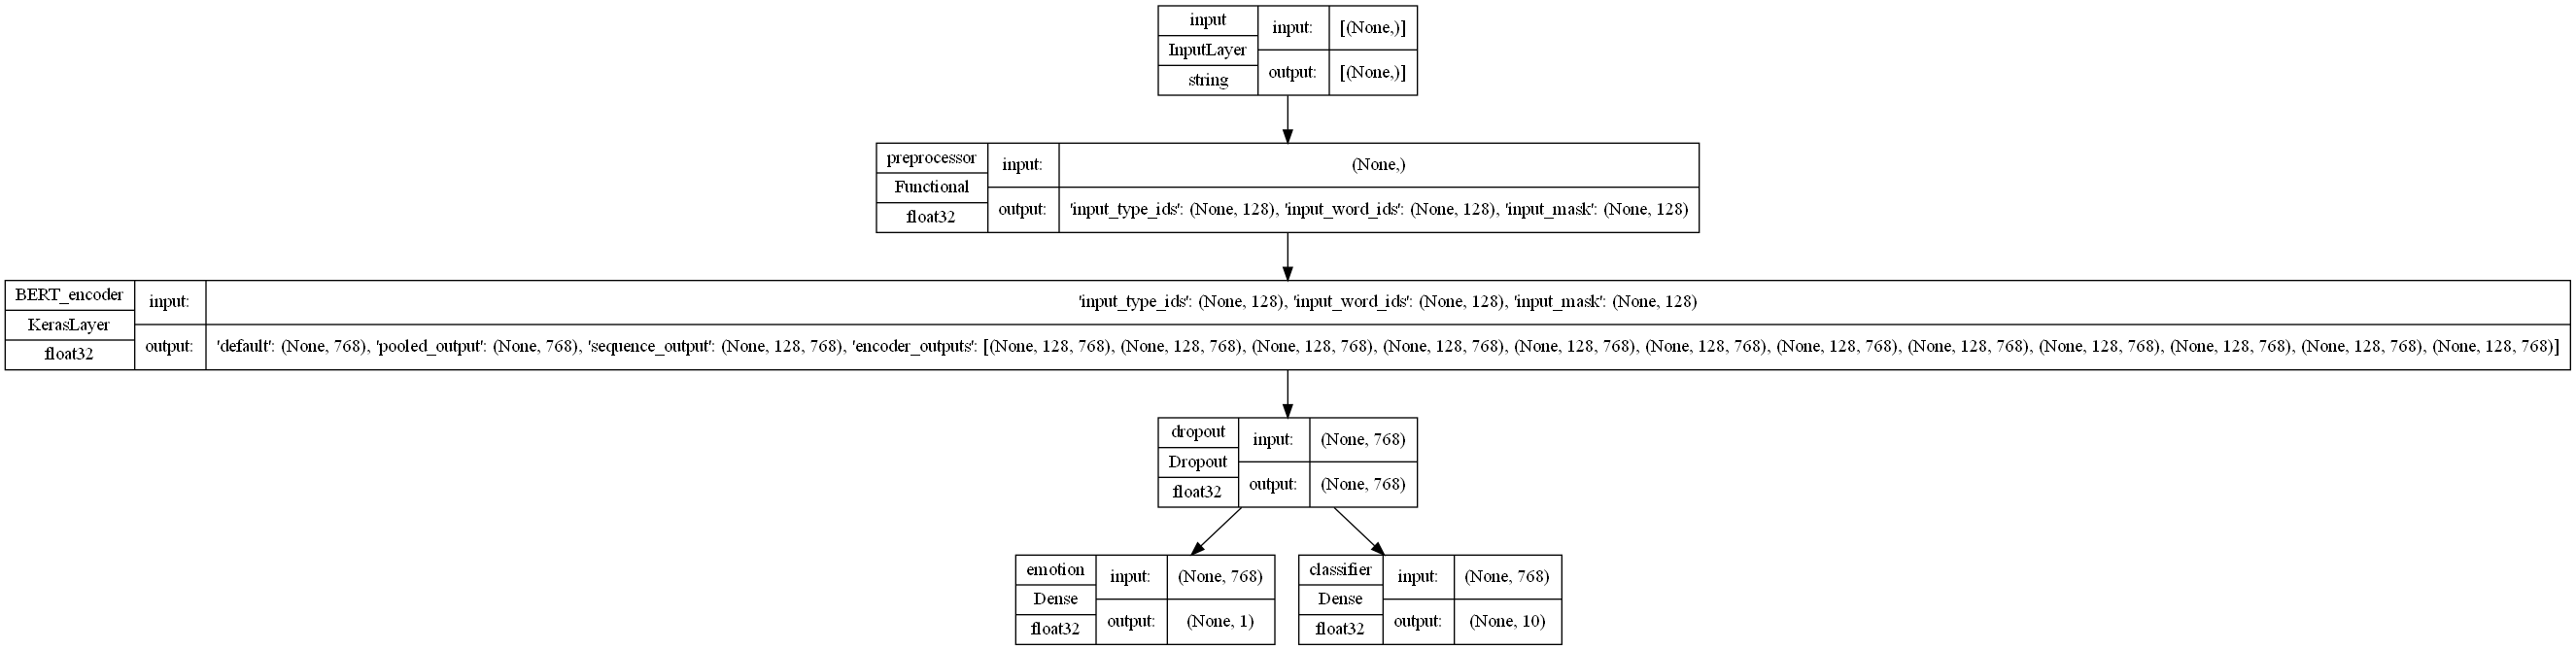 input
InputLayer
string
input:
[(None,)]
output:
[(None,)]
preprocessor
Functional
float32
input:
(None,)
output:
'input_type_ids': (None, 128), 'input_word_ids': (None, 128), 'input_mask': (None, 128)
BERT_encoder
KerasLayer
float32
input:
'input_type_ids': (None, 128), 'input_word_ids': (None, 128), 'input_mask': (None, 128)
output:
'default': (None, 768), 'pooled_output': (None, 768), 'sequence_output': (None, 128, 768), 'encoder_outputs': [(None, 128, 768), (None, 128, 768), (None, 128, 768), (None, 128, 768), (None, 128, 768), (None, 128, 768), (None, 128, 768), (None, 128, 768), (None, 128, 768), (None, 128, 768), (None, 128, 768), (None, 128, 768)]
dropout
Dropout
float32
input:
(None, 768)
output:
(None, 768)
emotion
Dense
float32
input:
(None, 768)
output:
(None, 1)
classifier
Dense
float32
input:
(None, 768)
output:
(None, 10)